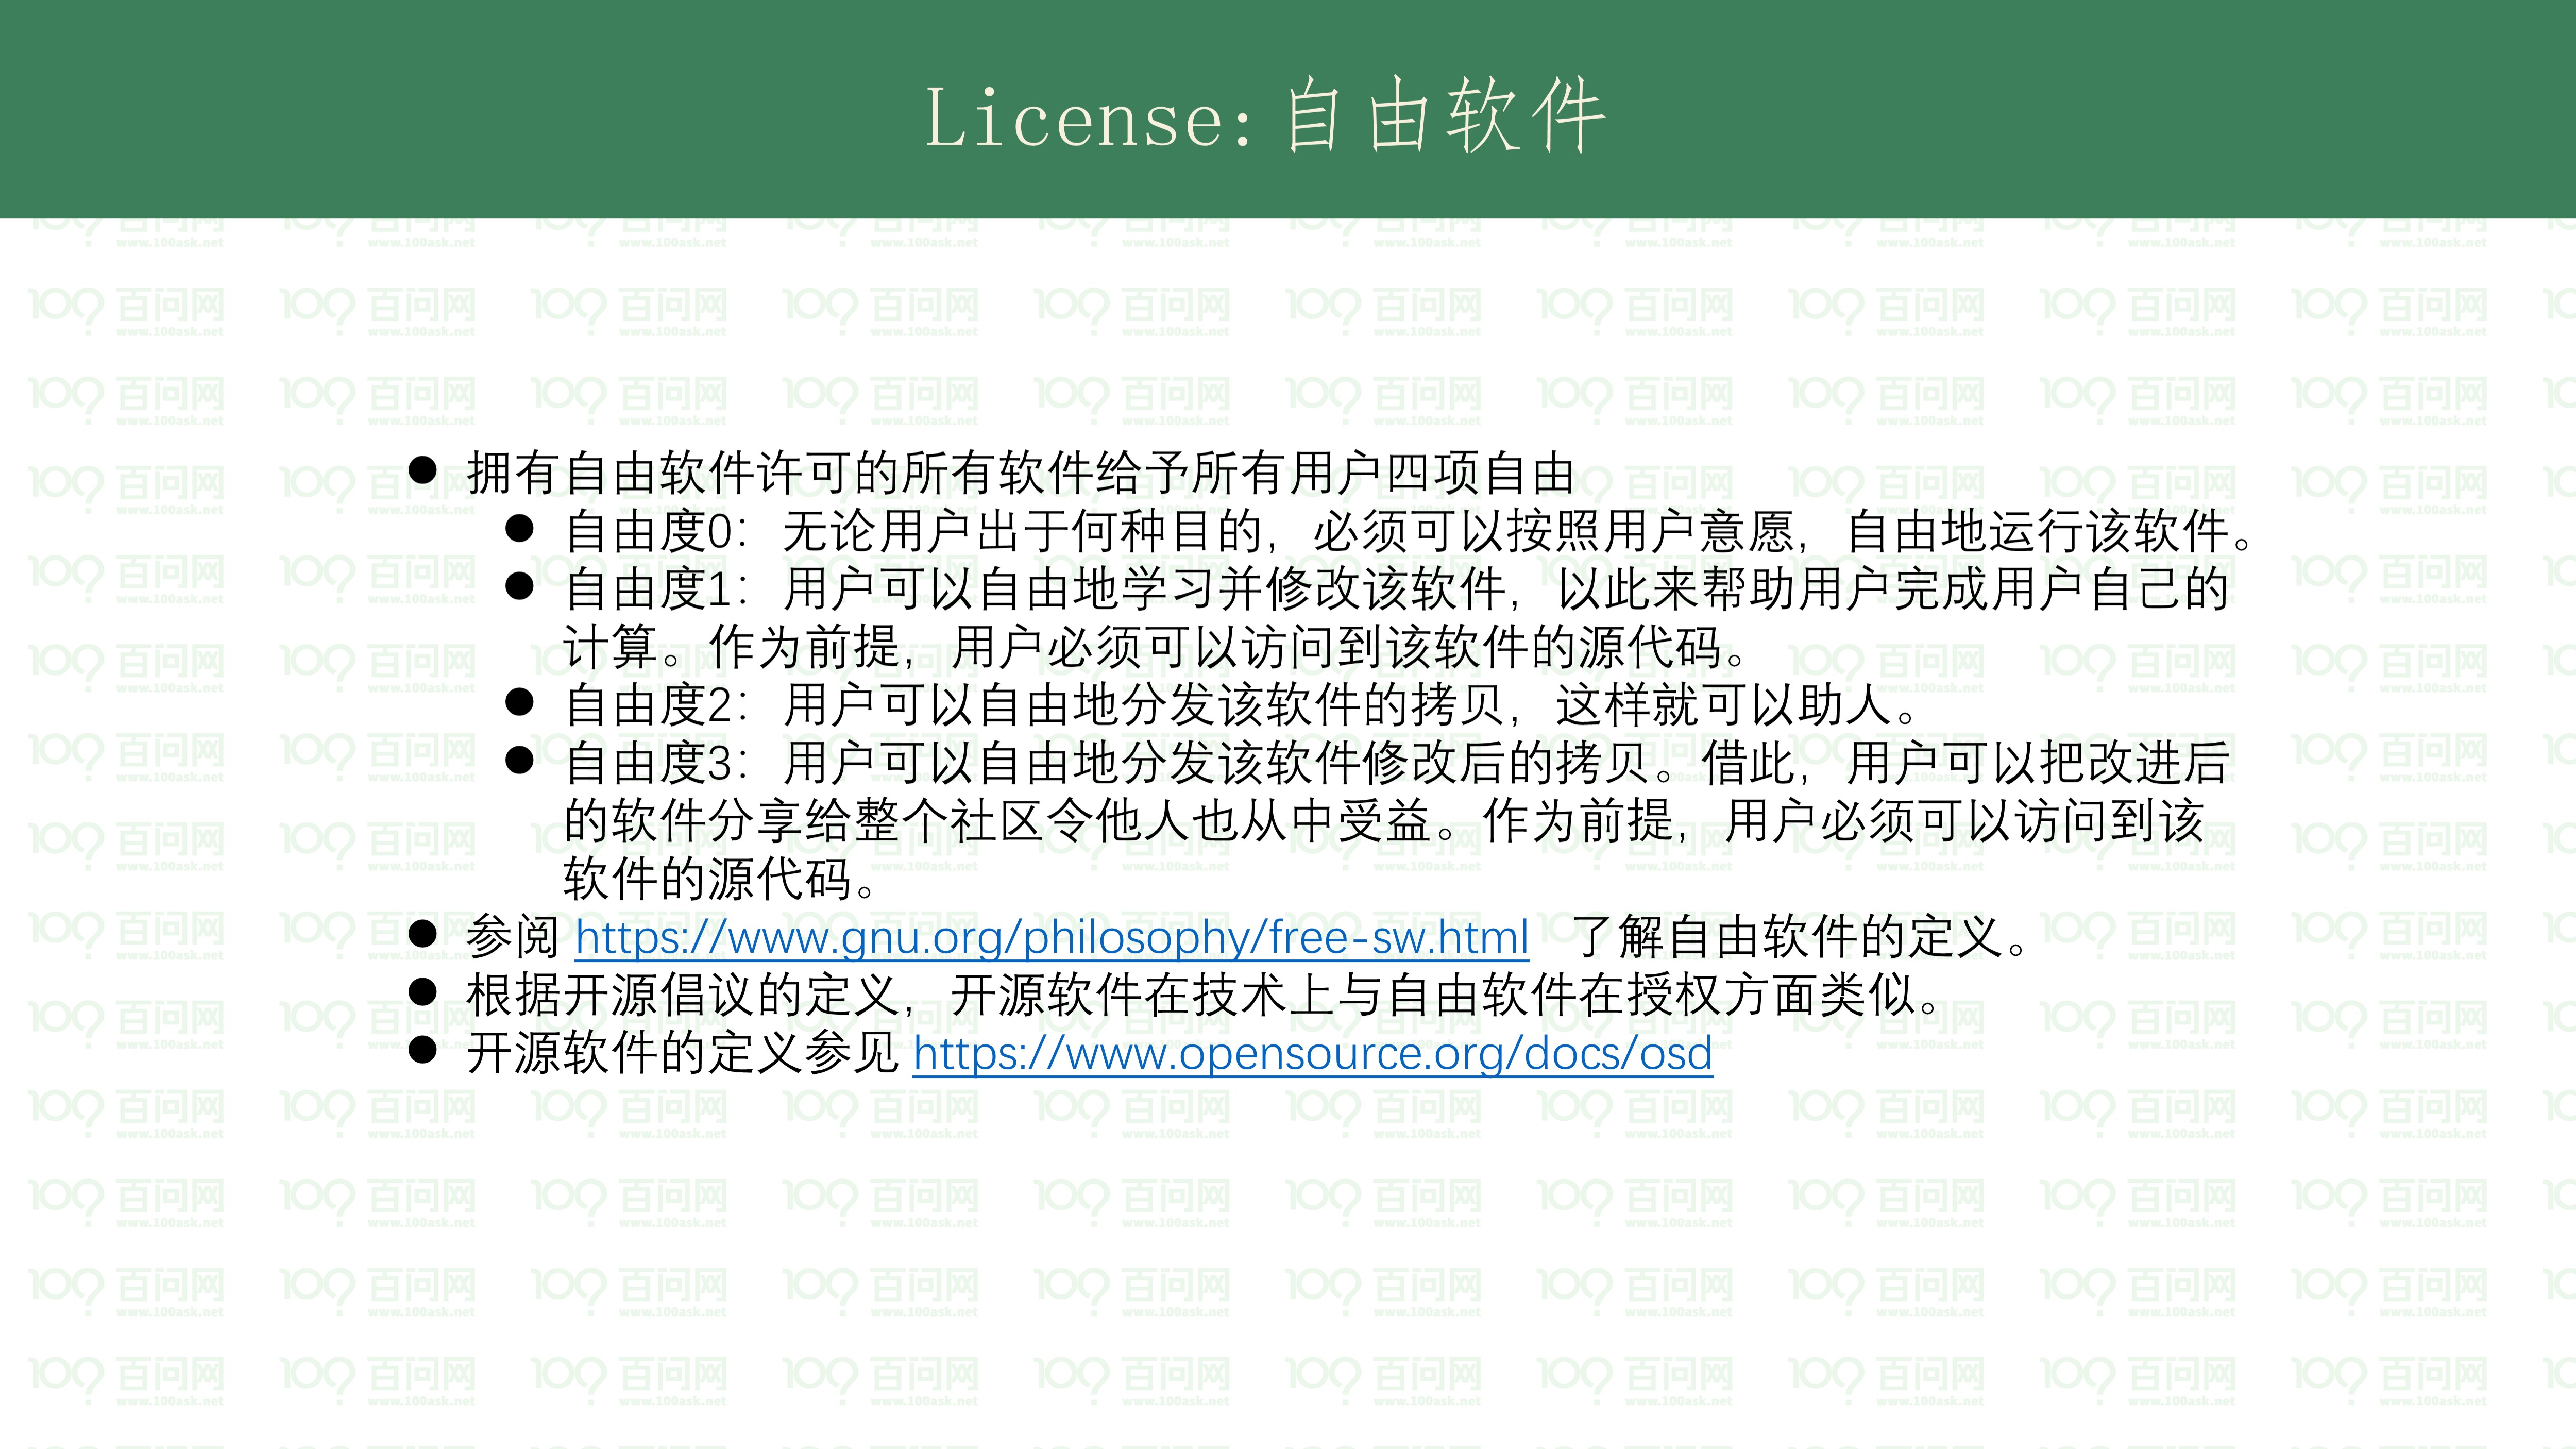 License:自由软件
● 拥有自由软件许可的所有软件给予所有用户四项自由
● 自由度0：无论用户出于何种目的，必须可以按照用户意愿，自由地运行该软件。
● 自由度1：用户可以自由地学习并修改该软件，以此来帮助用户完成用户自己的
计算。作为前提，用户必须可以访问到该软件的源代码。
● 自由度2：用户可以自由地分发该软件的拷贝，这样就可以助人。
● 自由度3：用户可以自由地分发该软件修改后的拷贝。借此，用户可以把改进后
的软件分享给整个社区令他人也从中受益。作为前提，用户必须可以访问到该
软件的源代码。
● 参阅 https://www.gnu.org/philosophy/free-sw.html 了解自由软件的定义。
● 根据开源倡议的定义，开源软件在技术上与自由软件在授权方面类似。
● 开源软件的定义参见 https://www.opensource.org/docs/osd
百问网
www.100ask.net